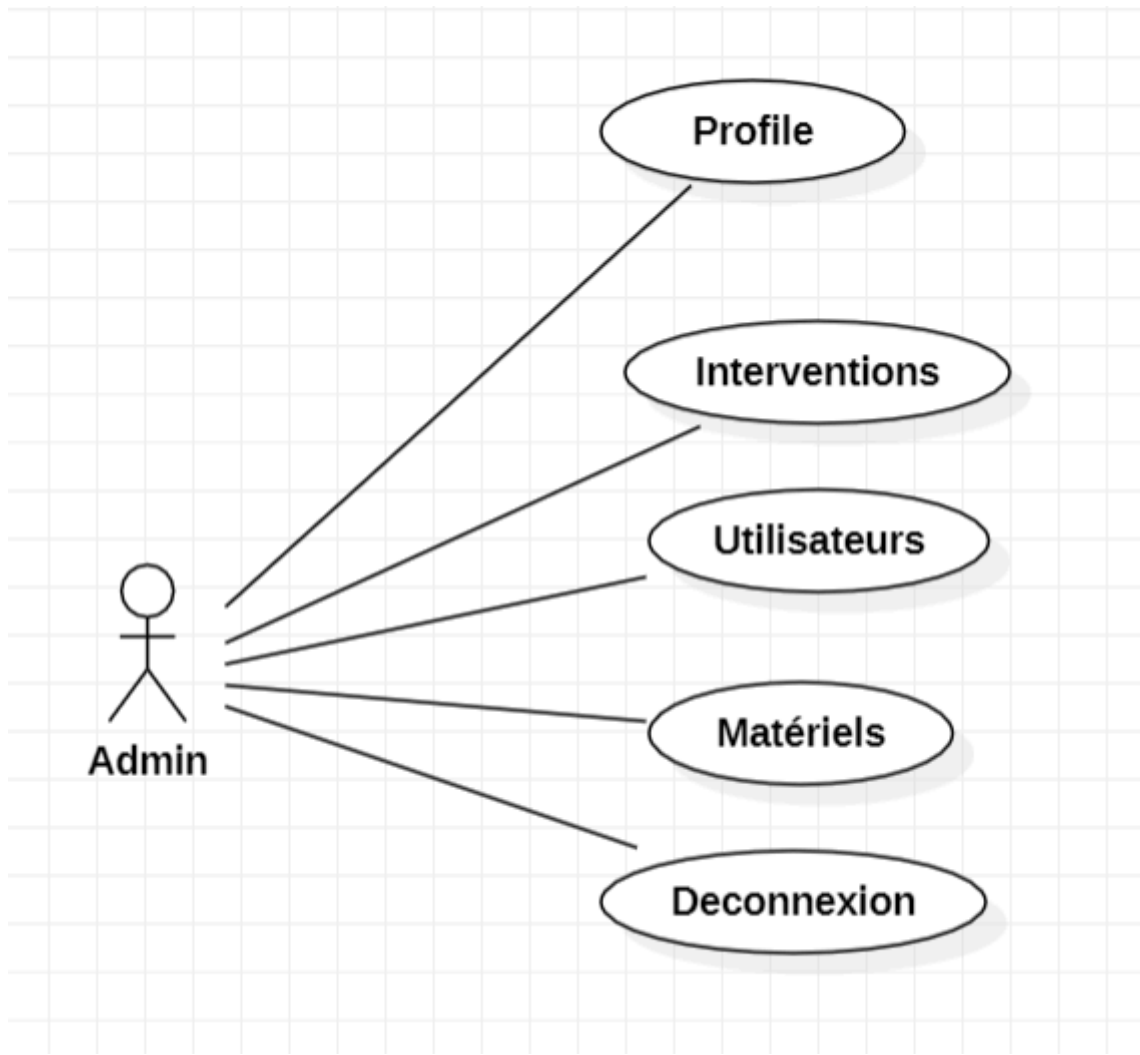 Profile
Interventions
Utilisateurs
Admin
Matériels
Deconnexion